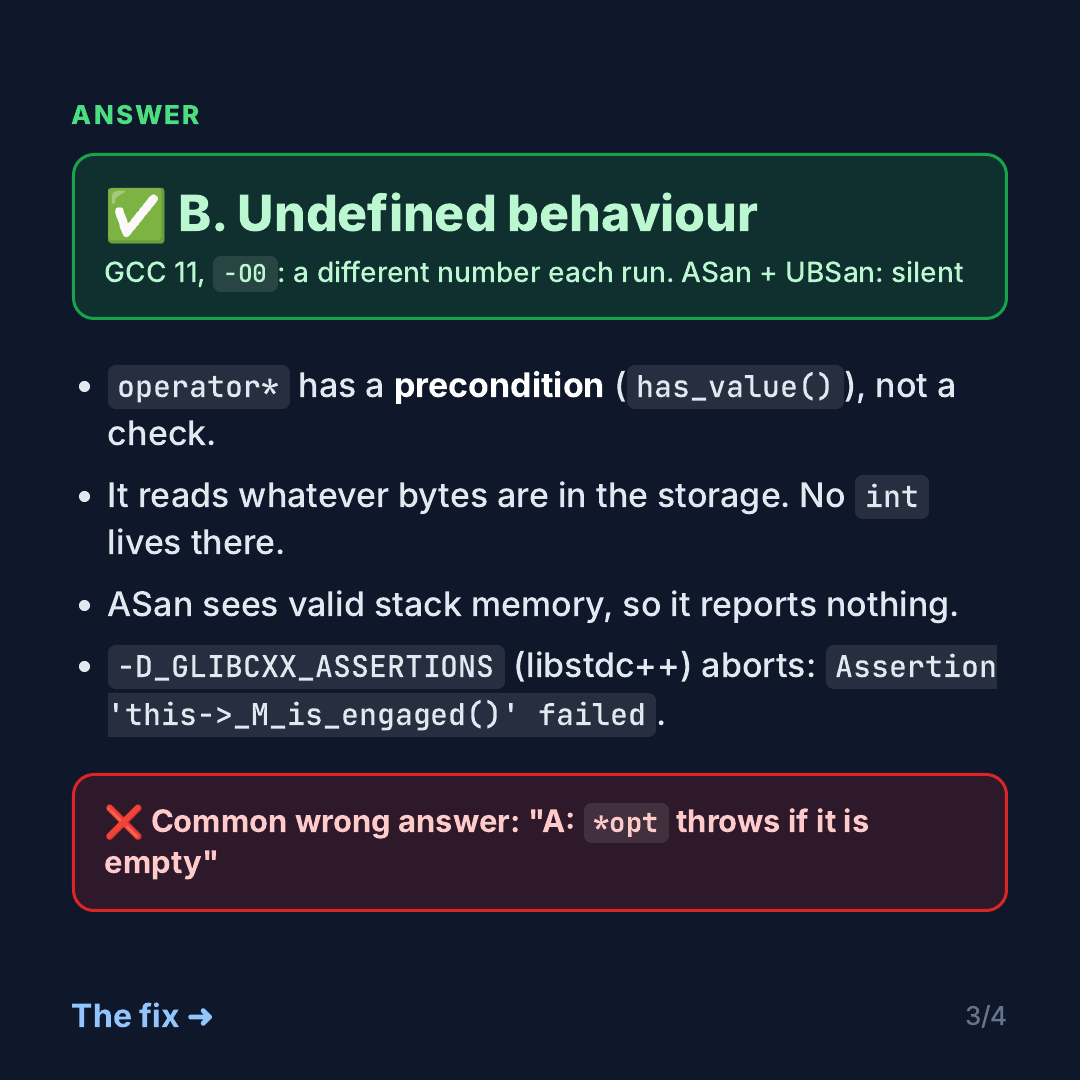 ANSWER
✅ B. Undefined behaviour
GCC 11, -O0: a different number each run. ASan + UBSan: silent
• operator* has a precondition (has_value()), not a
check.
• It reads whatever bytes are in the storage. No int
lives there.
• ASan sees valid stack memory, so it reports nothing.
• -D_GLIBCXX_ASSERTIONS (libstdc++) aborts: Assertion
'this->_M_is_engaged()' failed.
❌ Common wrong answer: "A: *opt throws if it is
empty"
The fix ➜
3/4